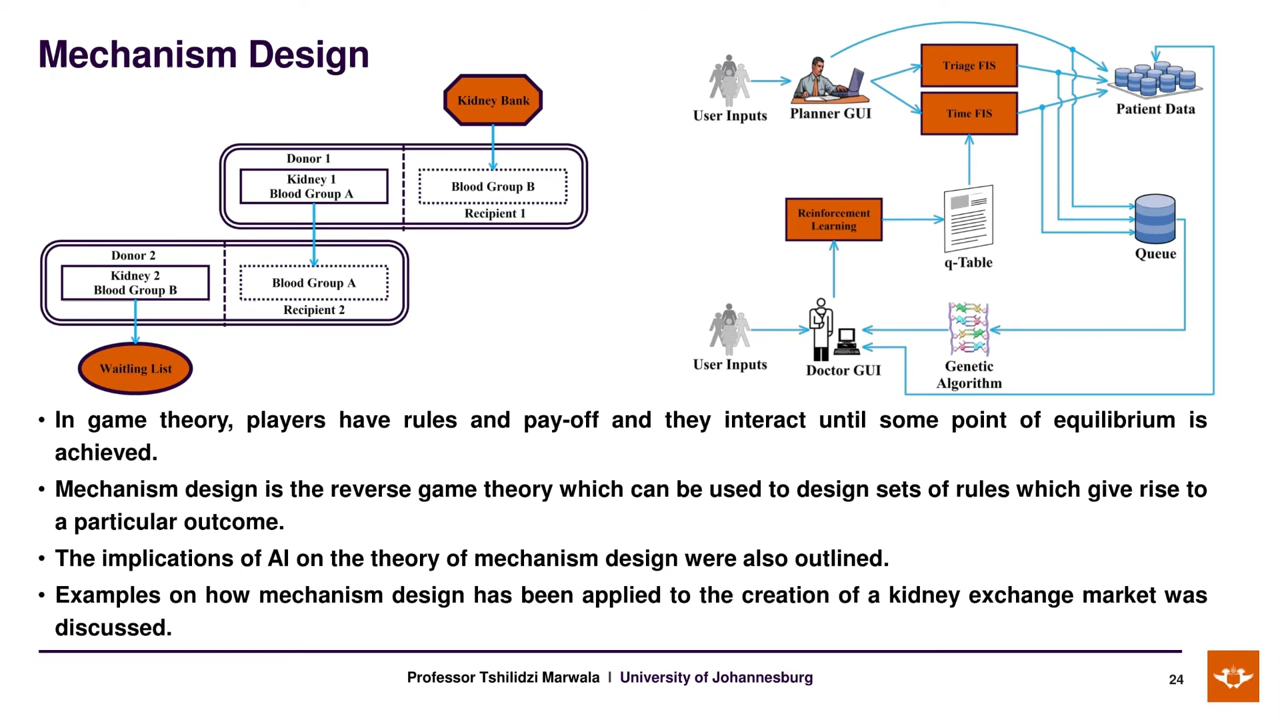 Mechanism Design
Kidney Bank
Donor 1
Kidney 1
Blood Group A
Blood Group B
Recipient 1
Donor 2
Kidney 2
Blood Group B
Blood Group A
Recipient 2
Waitling List
User Inputs
Planner GUI
Triage FIS
Time FIS
Patient Data
Reinforcement
Learning
q-Table
Queue
User Inputs
Doctor GUI
Genetic
Algorithm
• In game theory, players have rules and pay-off and they interact until some point of equilibrium is
achieved.
• Mechanism design is the reverse game theory which can be used to design sets of rules which give rise to
a particular outcome.
• The implications of AI on the theory of mechanism design were also outlined.
• Examples on how mechanism design has been applied to the creation of a kidney exchange market was
discussed.
Professor Tshilidzi Marwala | University of Johannesburg
24